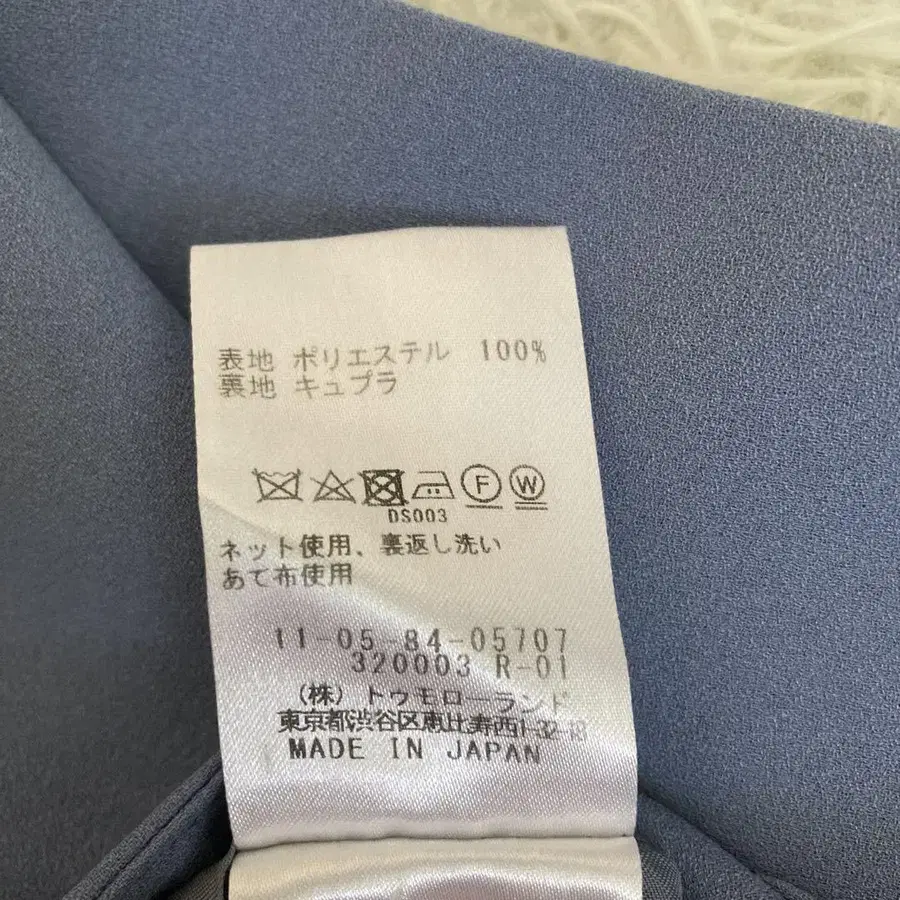 表地 ポリエステル 100%
裏地 キュプラ
F W
DS003
ネット使用、裏返し洗い
あて布使用
11-05-84-05707
320003 R-01
(株) トゥモローランド
東京都渋谷区恵比寿西1-32-18
MADE IN JAPAN